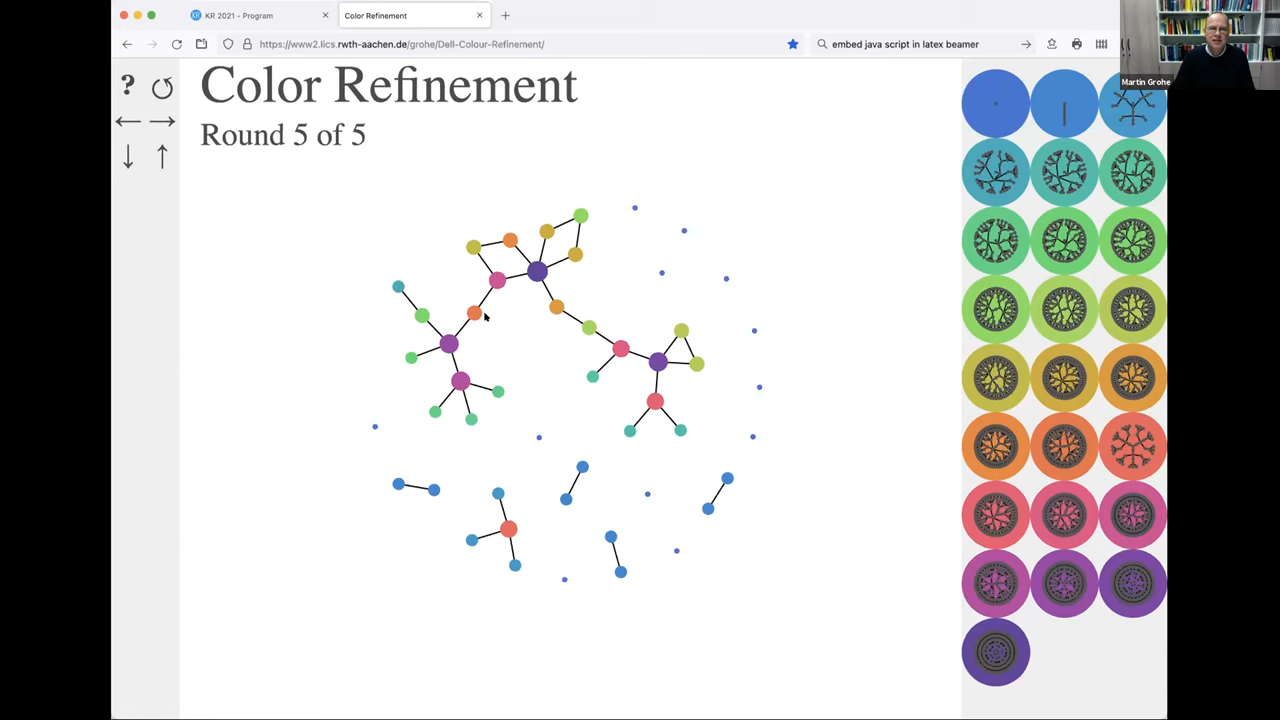 KR 2021 - Program
Color Refinement
https://www2.lics.rwth-aachen.de/grohe/Dell-Colour-Refinement/
embed java script in latex beamer
Martin Grohe
?
Color Refinement
Round 5 of 5